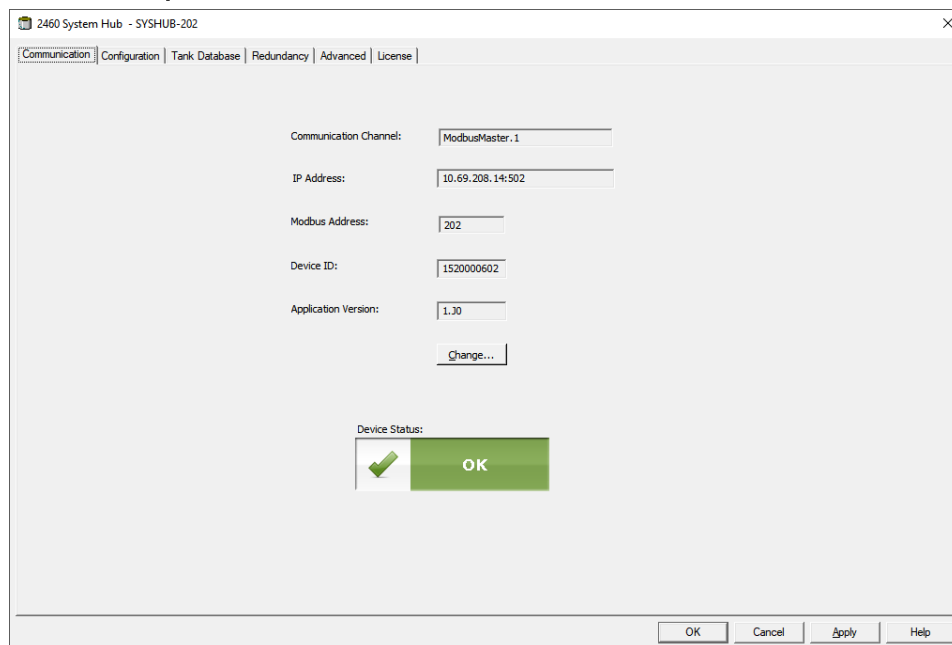 2460 System Hub - SYSHUB-202
Communication Configuration Tank Database Redundancy Advanced License
Communication Channel: ModbusMaster.1
IP Address: 10.69.208.14:502
Modbus Address: 202
Device ID: 1520000602
Application Version: 1.J0
Change...
Device Status:
OK
OK Cancel Apply Help